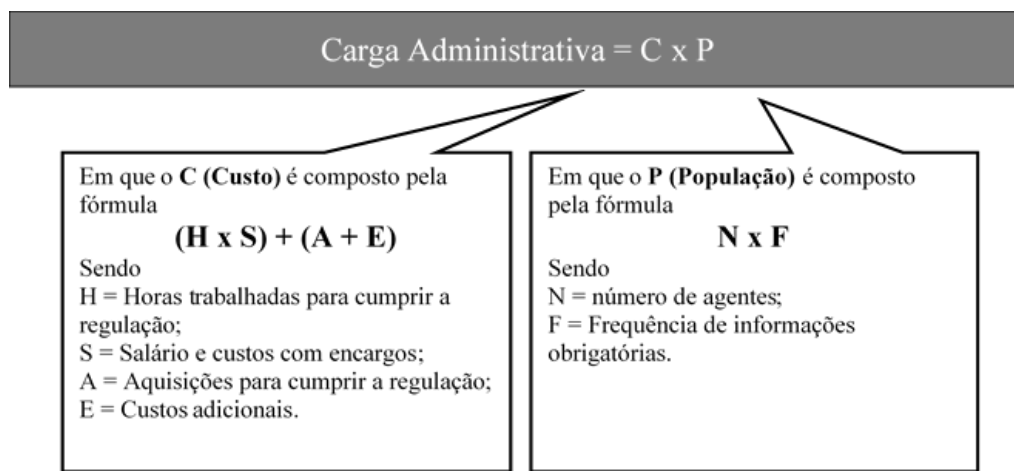 Carga Administrativa = C x P
Em que o C (Custo) é composto pela
fórmula
(H x S) + (A + E)
Sendo
H = Horas trabalhadas para cumprir a
regulação;
S = Salário e custos com encargos;
A = Aquisições para cumprir a regulação;
E = Custos adicionais.
Em que o P (População) é composto
pela fórmula
N x F
Sendo
N = número de agentes;
F = Frequência de informações
obrigatórias.